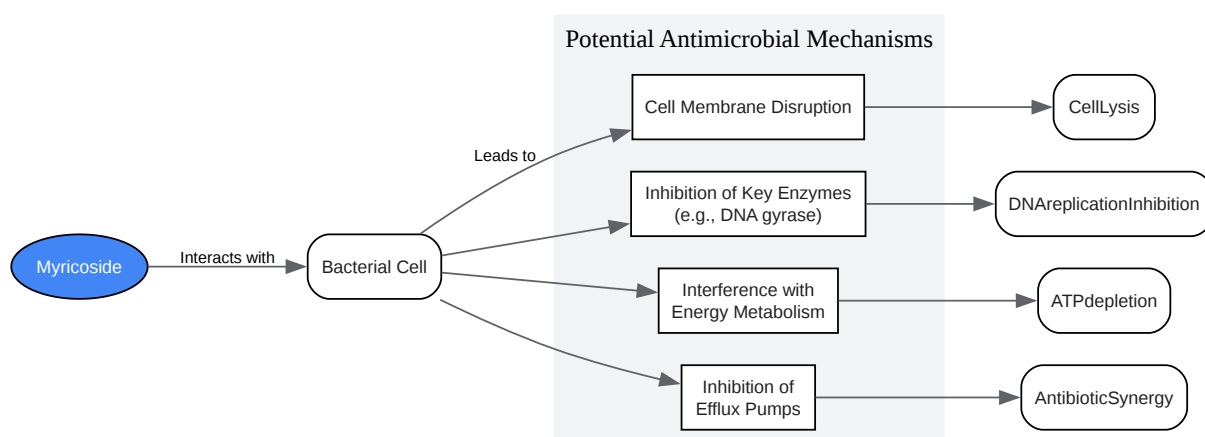 Potential Antimicrobial Mechanisms
Cell Membrane Disruption
CellLysis
Leads to
Inhibition of Key Enzymes
(e.g., DNA gyrase)
DNAreplicationInhibition
Myricoside
Interacts with
Bacterial Cell
Interference with
Energy Metabolism
ATPdepletion
Inhibition of
Efflux Pumps
AntibioticSynergy